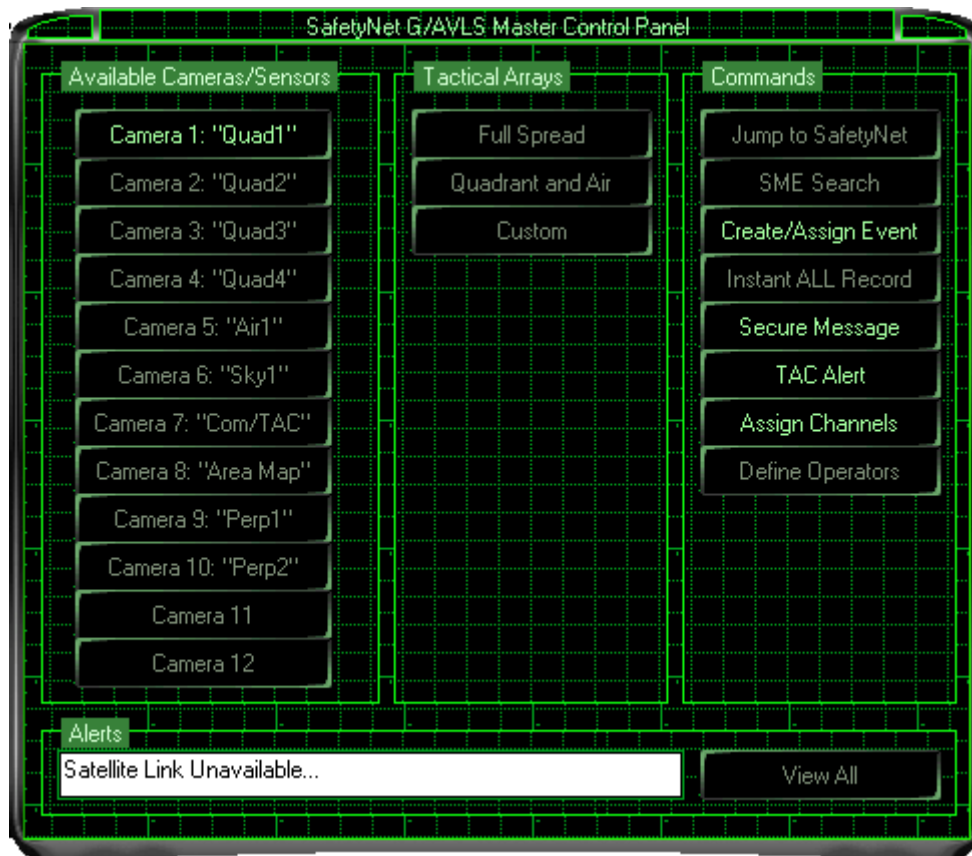 SafetyNet G/AVLS Master Control Panel
Available Cameras/Sensors
Camera 1: "Quad1"
Camera 2: "Quad2"
Camera 3: "Quad3"
Camera 4: "Quad4"
Camera 5: "Air1"
Camera 6: "Sky1"
Camera 7: "Com/TAC"
Camera 8: "Area Map"
Camera 9: "Perp1"
Camera 10: "Perp2"
Camera 11
Camera 12
Tactical Arrays
Full Spread
Quadrant and Air
Custom
Commands
Jump to SafetyNet
SME Search
Create/Assign Event
Instant ALL Record
Secure Message
TAC Alert
Assign Channels
Define Operators
Alerts
Satellite Link Unavailable...
View All